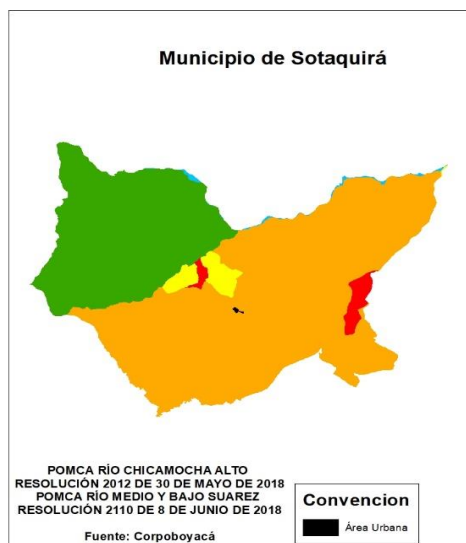 Municipio de Sotaquirá
POMCA RÌO CHICAMOCHA ALTO
RESOLUCIÓN 2012 DE 30 DE MAYO DE 2018
POMCA RÍO MEDIO Y BAJO SUAREZ
RESOLUCIÓN 2110 DE 8 DE JUNIO DE 2018
Fuente: Corpoboyacá
Convencion
Área Urbana